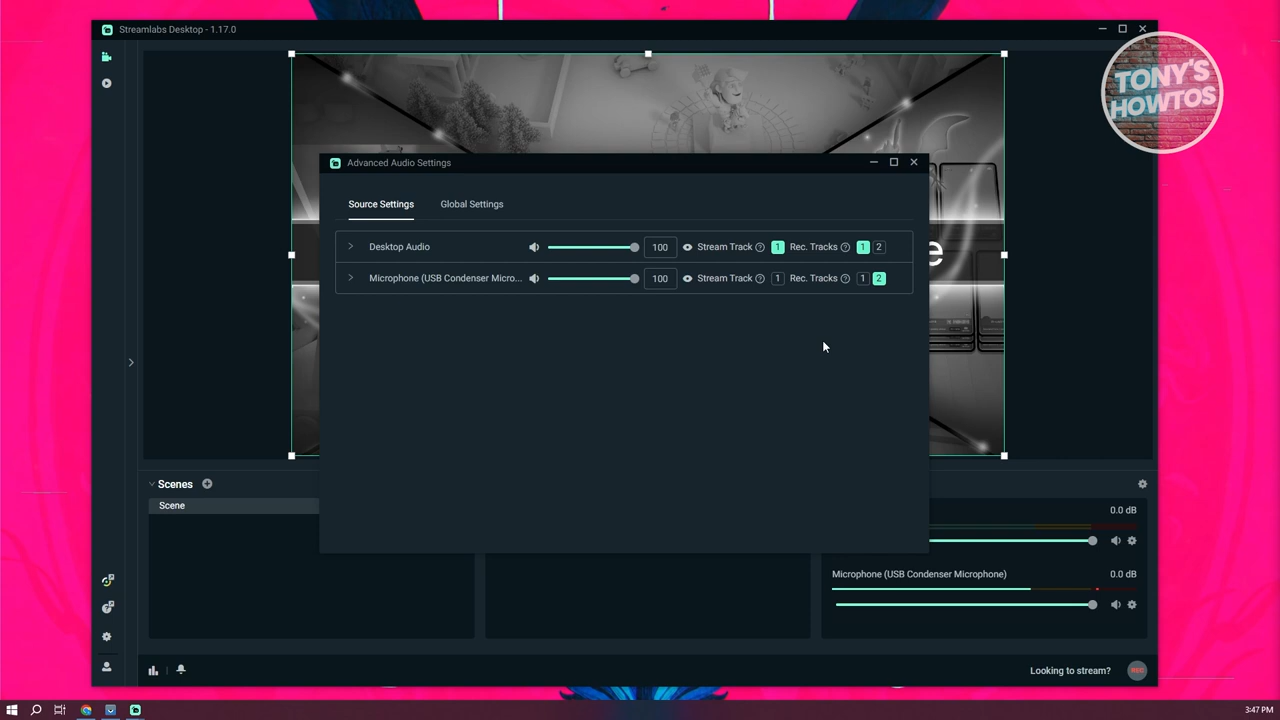 Streamlabs Desktop - 1.17.0
TONY'S
HOWTOS
Advanced Audio Settings
Source Settings
Global Settings
Desktop Audio 100 Stream Track ? 1 Rec. Tracks ? 1 2
Microphone (USB Condenser Micro... 100 Stream Track ? 1 Rec. Tracks ? 1 2
e
Scenes
Scene
0.0 dB
Microphone (USB Condenser Microphone) 0.0 dB
Looking to stream? REC
3:47 PM